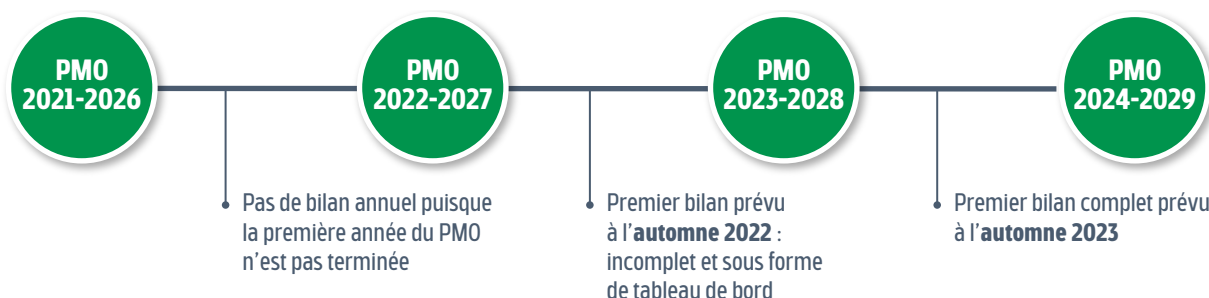 PMO
2021-2026
PMO
2022-2027
PMO
2023-2028
PMO
2024-2029
Pas de bilan annuel puisque
la première année du PMO
n'est pas terminée
Premier bilan prévu
à l'automne 2022 :
incomplet et sous forme
de tableau de bord
Premier bilan complet prévu
à l'automne 2023